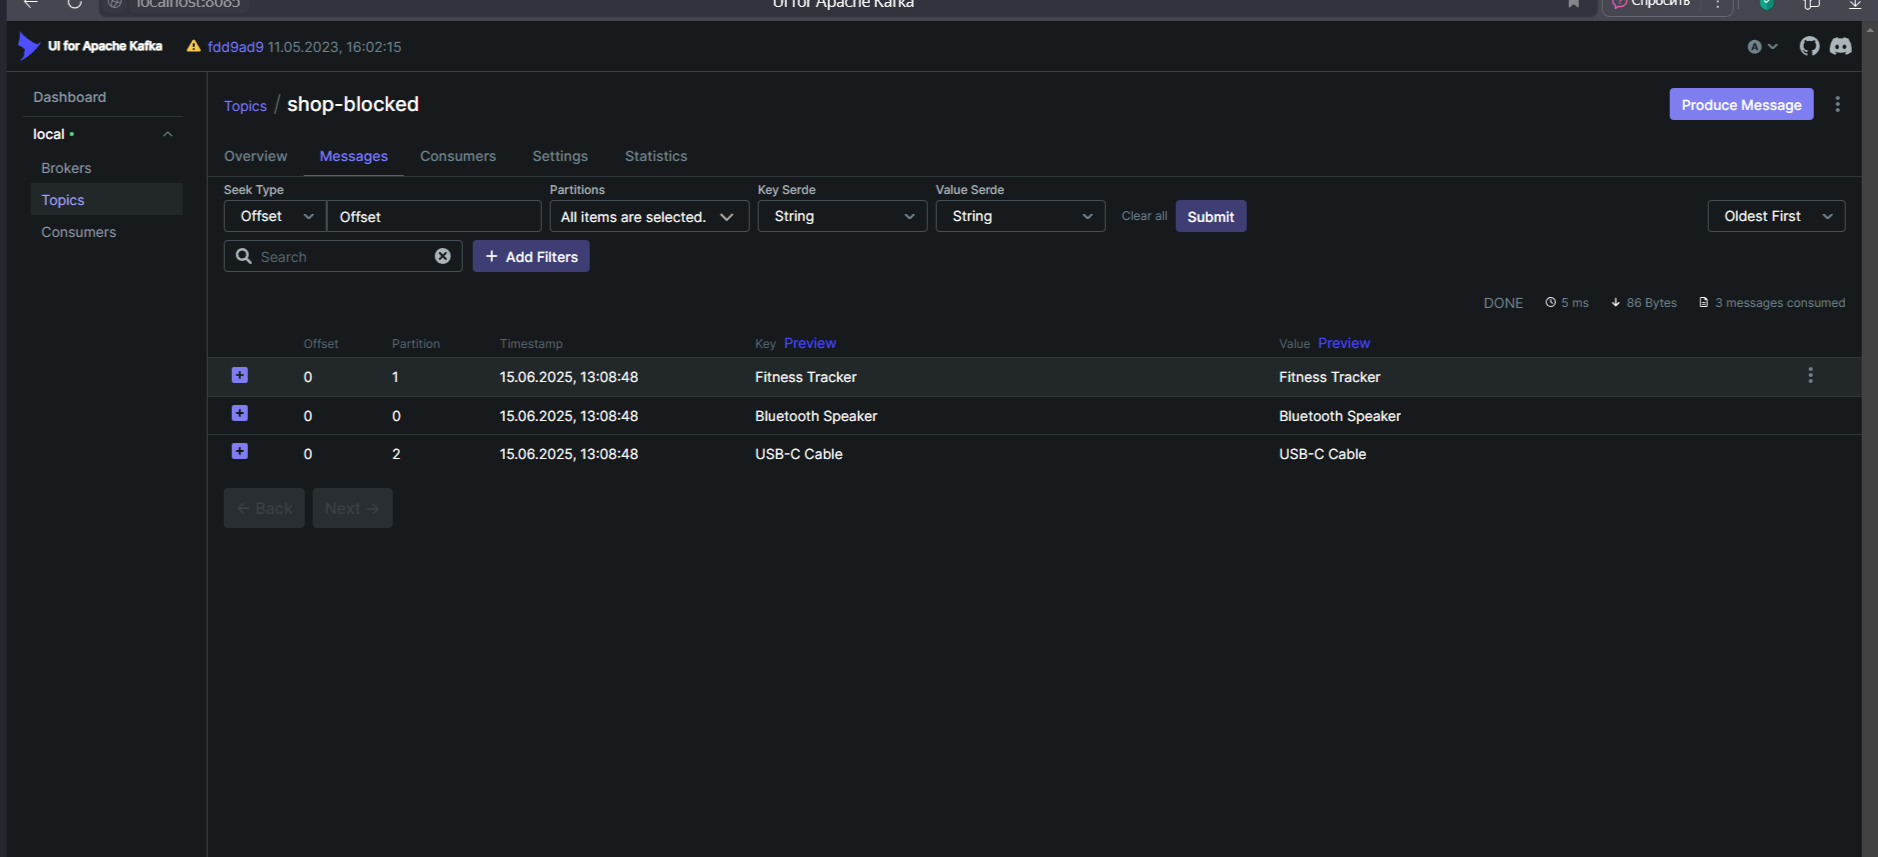 localhost:8085
UI for Apache Kafka
Спросить
UI for Apache Kafka
fdd9ad9 11.05.2023, 16:02:15
A
Dashboard
local
Brokers
Topics
Consumers
Topics / shop-blocked
Produce Message
Overview Messages Consumers Settings Statistics
Seek Type Partitions Key Serde Value Serde
Offset Offset All items are selected. String String Clear all Submit Oldest First
Search Add Filters
DONE 5 ms 86 Bytes 3 messages consumed
Offset Partition Timestamp Key Preview Value Preview
0 1 15.06.2025, 13:08:48 Fitness Tracker Fitness Tracker
0 0 15.06.2025, 13:08:48 Bluetooth Speaker Bluetooth Speaker
0 2 15.06.2025, 13:08:48 USB-C Cable USB-C Cable
← Back Next →